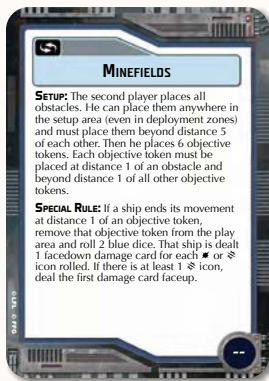 MINEFIELDS
SETUP: The second player places all
obstacles. He can place them anywhere in
the setup area (even in deployment zones)
and must place them beyond distance 5
of each other. Then he places 6 objective
tokens. Each objective token must be
placed at distance 1 of an obstacle and
beyond distance 1 of all other objective
tokens.
SPECIAL RULE: If a ship ends its movement
at distance 1 of an objective token,
remove that objective token from the play
area and roll 2 blue dice. That ship is dealt
1 facedown damage card for each or
icon rolled. If there is at least 1 icon,
deal the first damage card faceup.
©LFL ©FFG
--